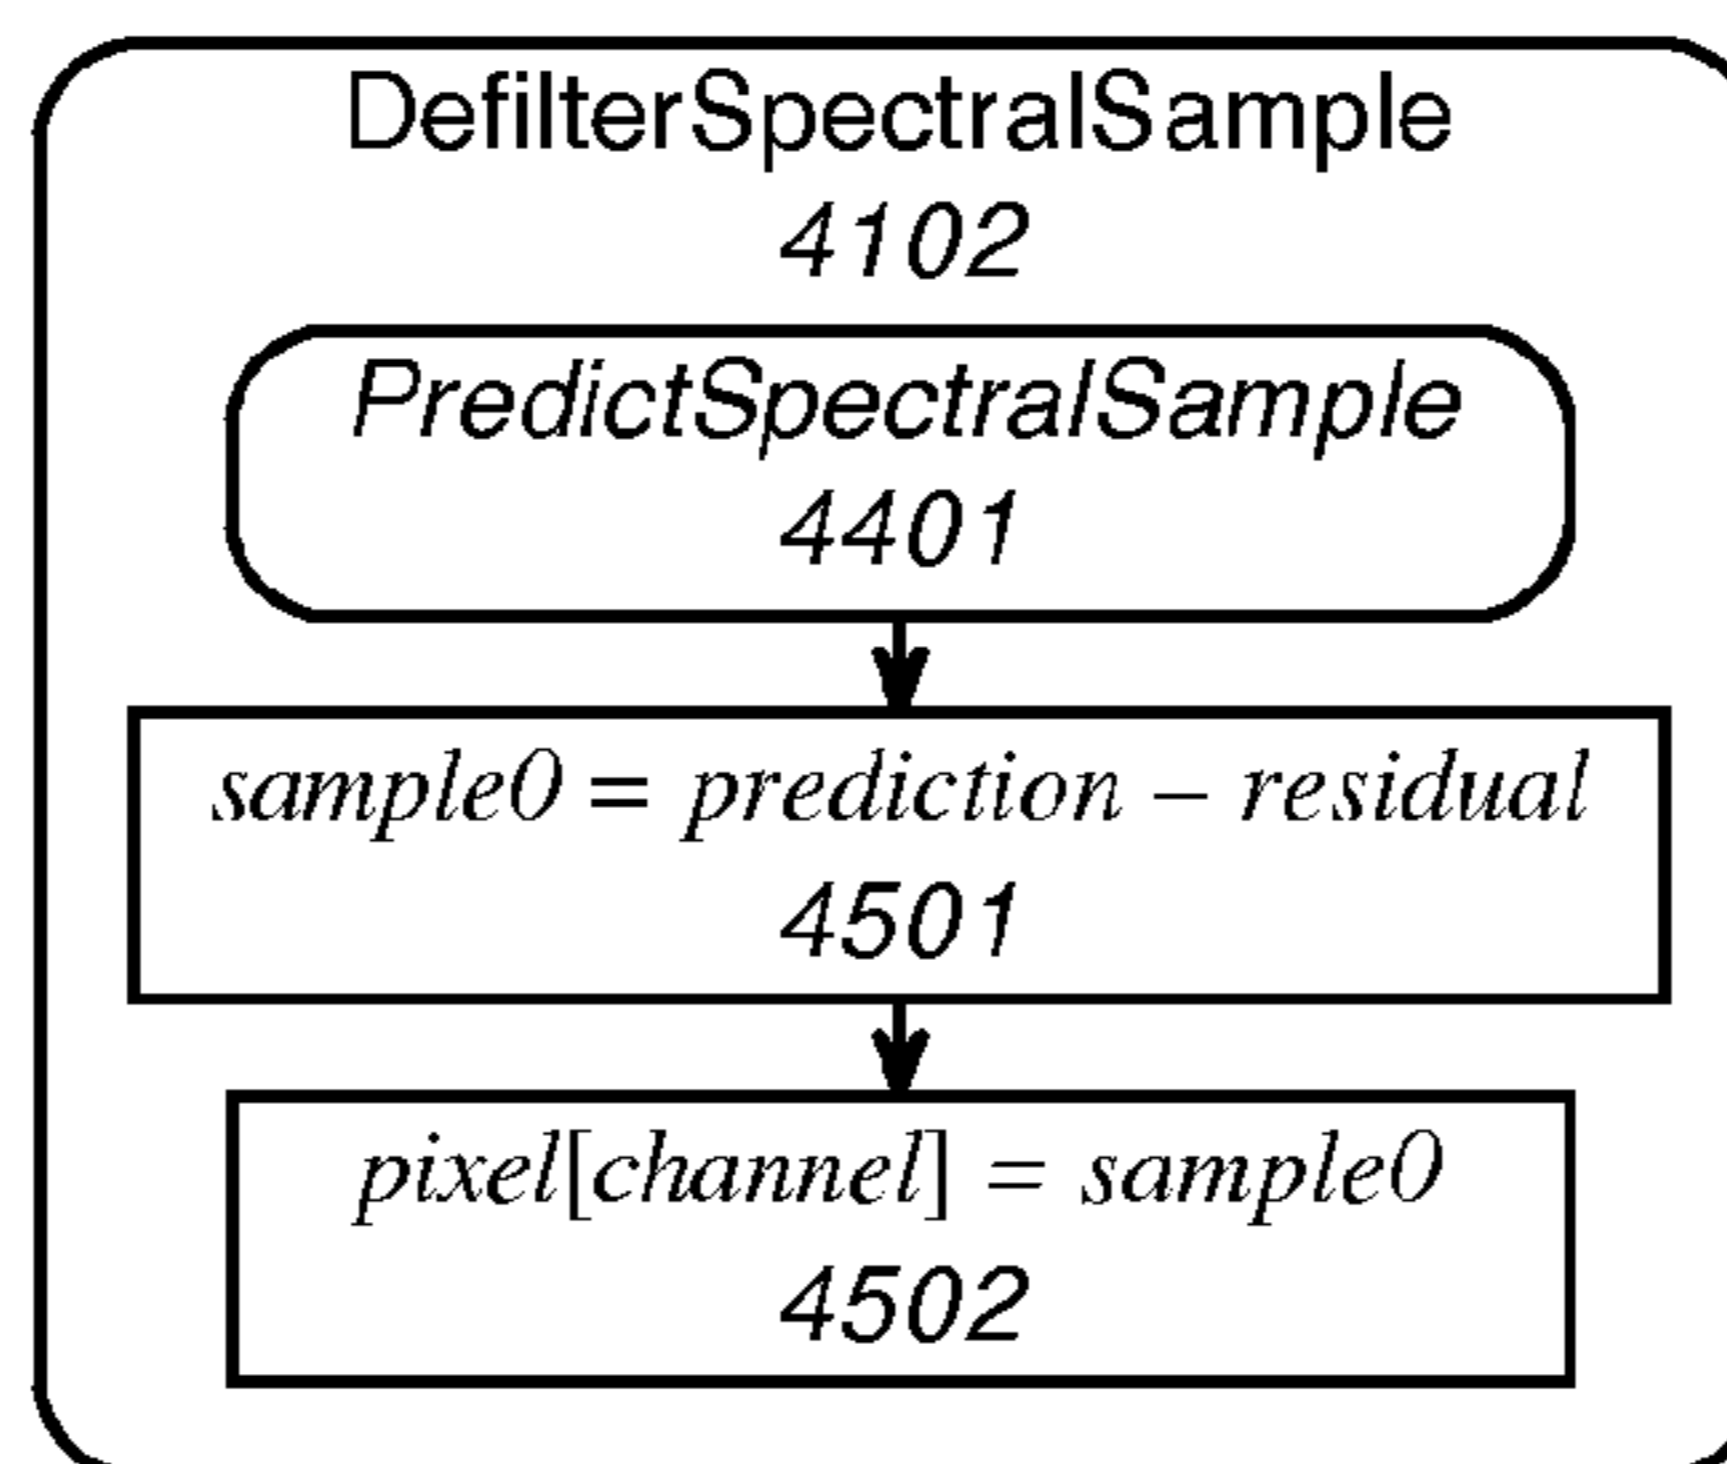 DefilterSpectralSample
4102
PredictSpectralSample
4401
sample0 = prediction – residual
4501
pixel[channel] = sample0
4502